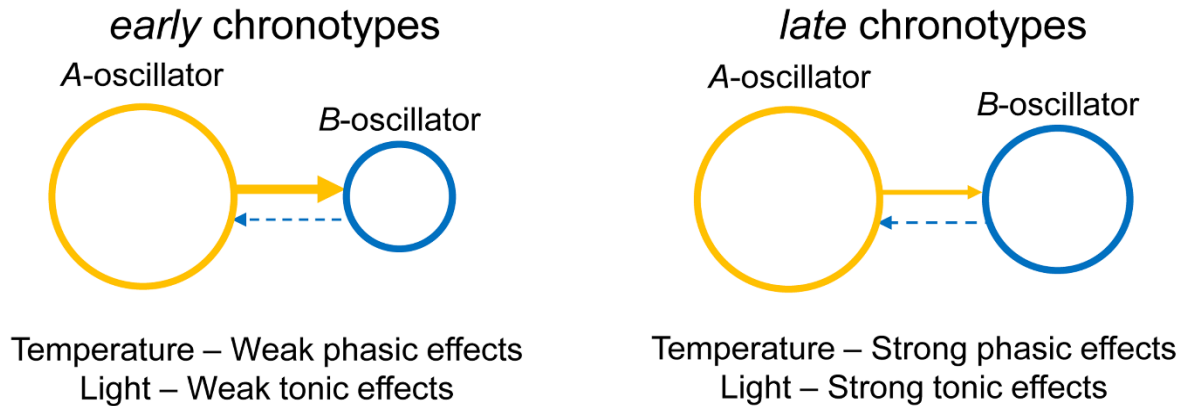 early chronotypes
A-oscillator
B-oscillator
Temperature – Weak phasic effects
Light – Weak tonic effects
late chronotypes
A-oscillator
B-oscillator
Temperature – Strong phasic effects
Light – Strong tonic effects